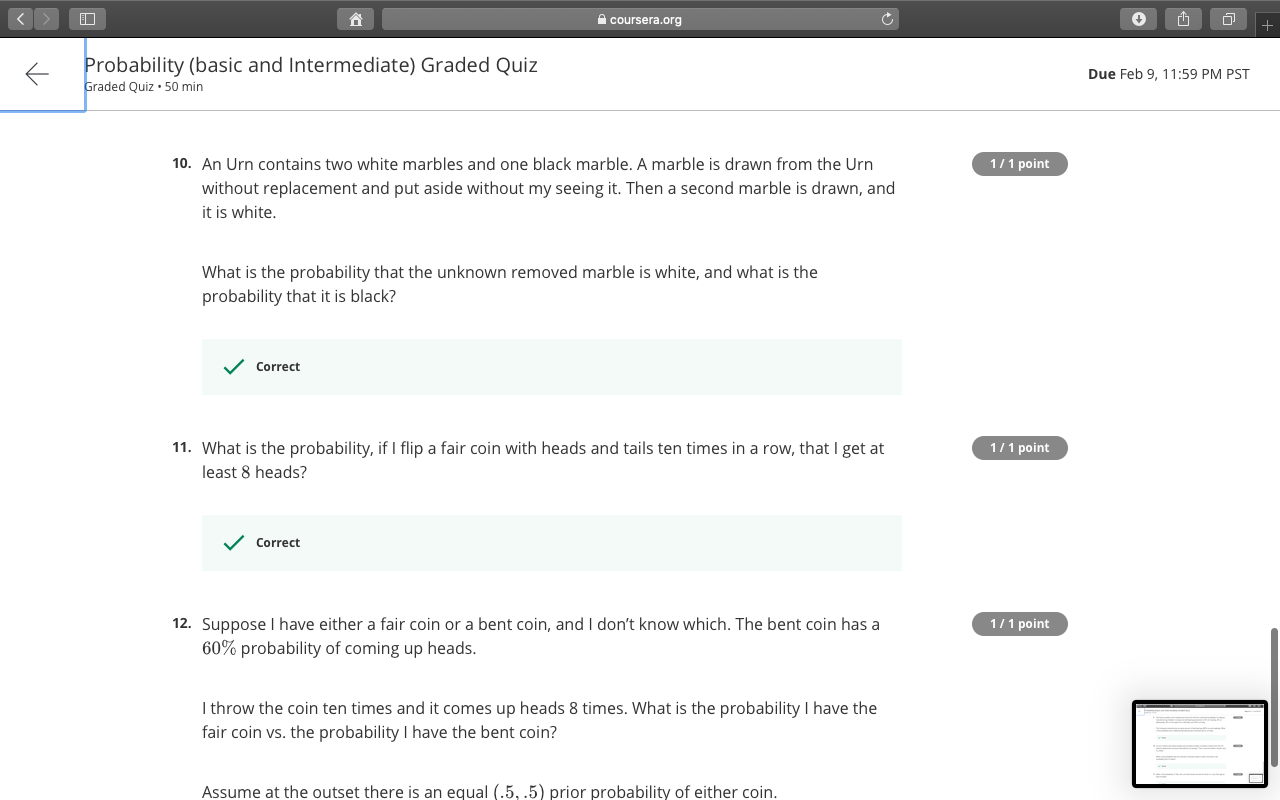 coursera.org
Probability (basic and Intermediate) Graded Quiz
Graded Quiz • 50 min
Due Feb 9, 11:59 PM PST
10. An Urn contains two white marbles and one black marble. A marble is drawn from the Urn
without replacement and put aside without my seeing it. Then a second marble is drawn, and
it is white.
1 / 1 point
What is the probability that the unknown removed marble is white, and what is the
probability that it is black?
Correct
11. What is the probability, if I flip a fair coin with heads and tails ten times in a row, that I get at
least 8 heads?
1 / 1 point
Correct
12. Suppose I have either a fair coin or a bent coin, and I don’t know which. The bent coin has a
60% probability of coming up heads.
1 / 1 point
I throw the coin ten times and it comes up heads 8 times. What is the probability I have the
fair coin vs. the probability I have the bent coin?
Assume at the outset there is an equal (.5, .5) prior probability of either coin.